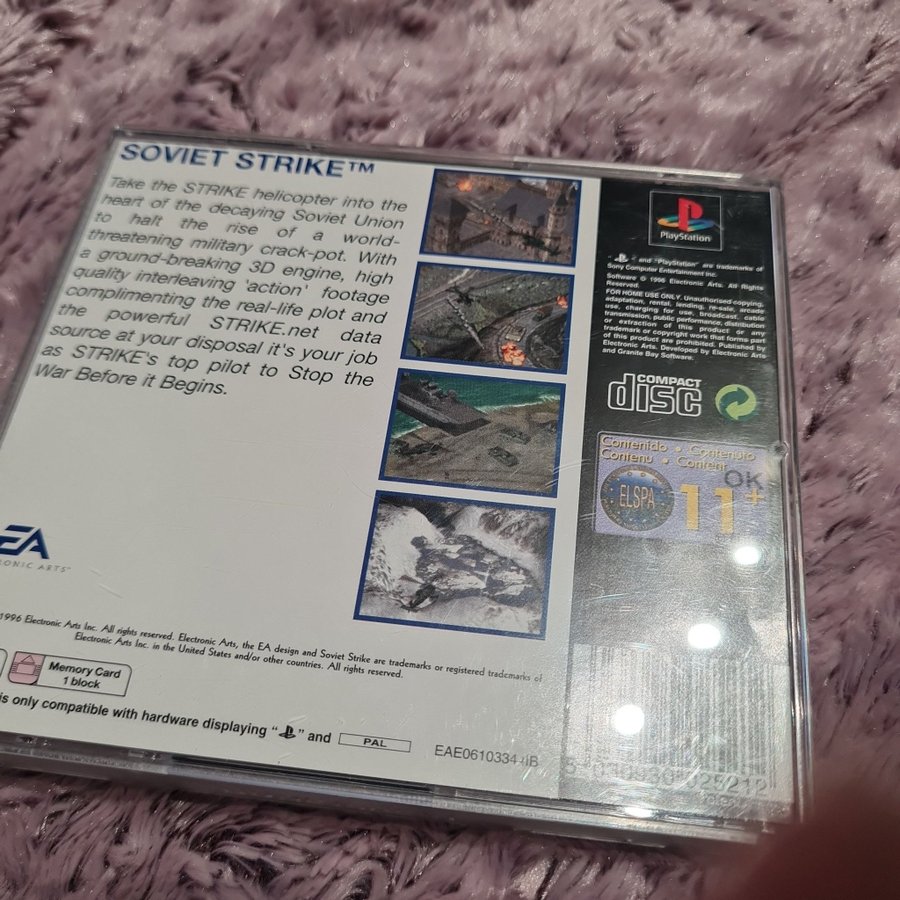 SOVIET STRIKE™
Take the STRIKE helicopter into the
heart of the decaying Soviet Union
to halt the rise of a world-
threatening military crack-pot. With
a ground-breaking 3D engine, high
quality interleaving 'action' footage
complimenting the real-life plot and
the powerful STRIKE.net data
source at your disposal it's your job
as STRIKE's top pilot to Stop the
War Before it Begins.
EA
RONIC ARTS™
1996 Electronic Arts Inc. All rights reserved. Electronic Arts, the EA design and Soviet Strike are trademarks or registered trademarks of
Electronic Arts Inc. in the United States and/or other countries. All rights reserved.
Memory Card
1 block
is only compatible with hardware displaying " " and
PAL
EAE0610334-IB
PlayStation
" " and "PlayStation" are trademarks of
Sony Computer Entertainment Inc.
Software © 1996 Electronic Arts. All Rights
Reserved.
FOR HOME USE ONLY. Unauthorised copying,
adaptation, rental, lending, re-sale, arcade
use, charging for use, broadcast, cable
transmission, public performance, distribution
or extraction of this product or any
trademark or copyright work that forms part
of this product are prohibited. Published by
Electronic Arts. Developed by Electronic Arts
and Granite Bay Software.
COMPACT
disc
Contenido • Contenuto
Contenu • Content
ELSPA
OK
11+